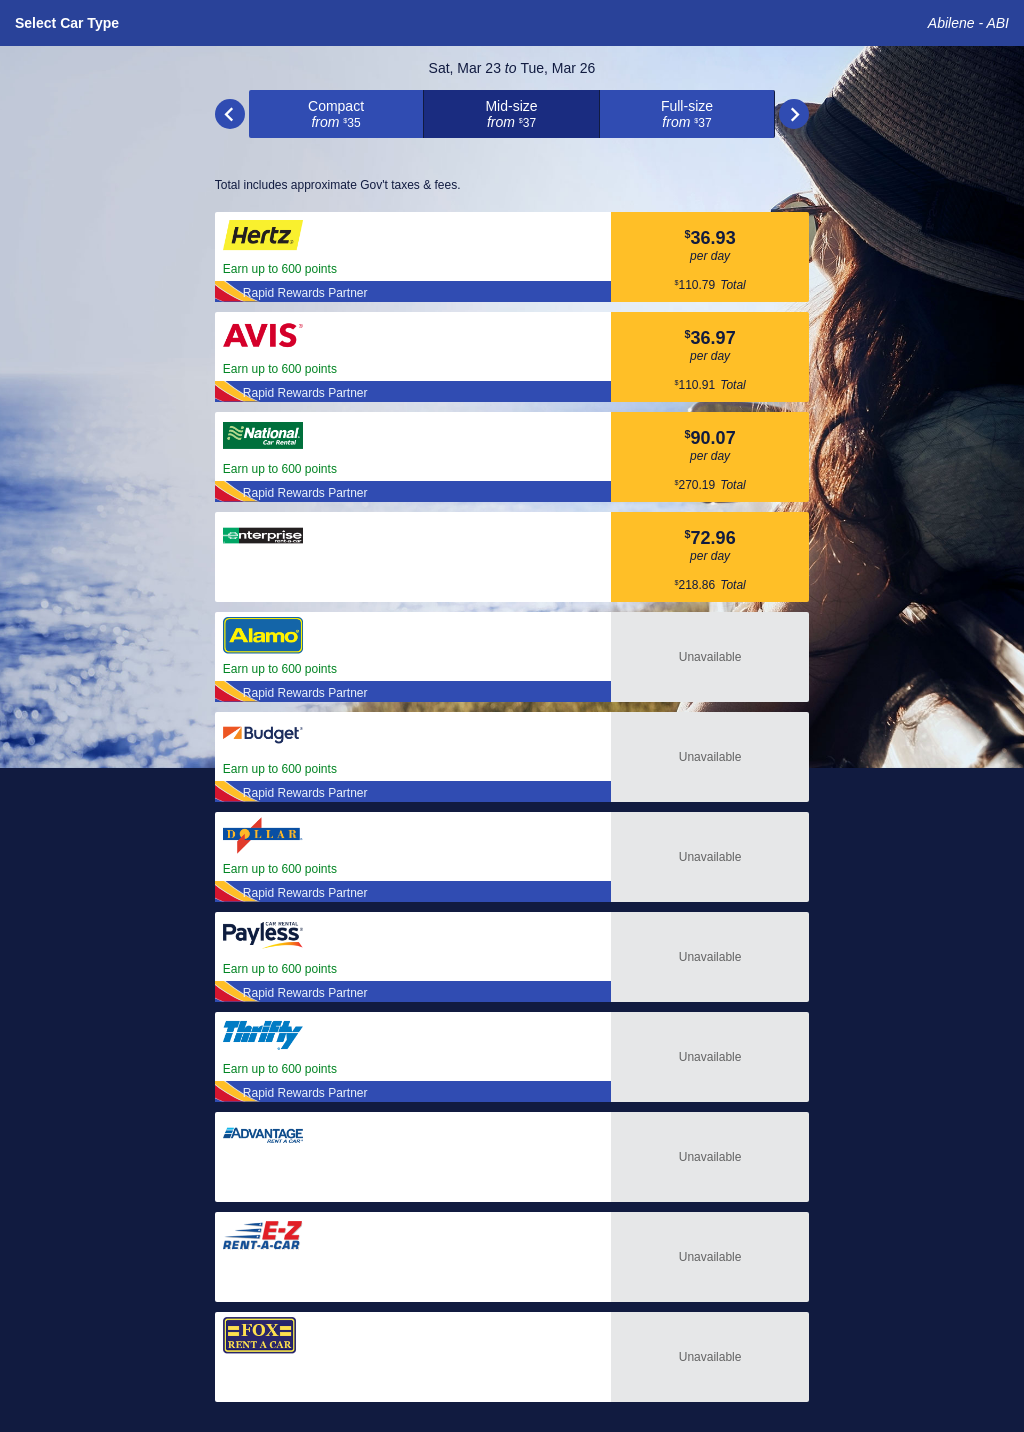 Select Car Type
Abilene - ABI
Sat, Mar 23 to Tue, Mar 26
Compact
from $35
Mid-size
from $37
Full-size
from $37
Total includes approximate Gov't taxes & fees.
Hertz
Earn up to 600 points
Rapid Rewards Partner
$36.93
per day
$110.79 Total
AVIS
Earn up to 600 points
Rapid Rewards Partner
$36.97
per day
$110.91 Total
National
Car Rental
Earn up to 600 points
Rapid Rewards Partner
$90.07
per day
$270.19 Total
enterprise
rent-a-car
$72.96
per day
$218.86 Total
Alamo
Earn up to 600 points
Rapid Rewards Partner
Unavailable
Budget
Earn up to 600 points
Rapid Rewards Partner
Unavailable
DOLLAR
Earn up to 600 points
Rapid Rewards Partner
Unavailable
CAR RENTAL
Payless
Earn up to 600 points
Rapid Rewards Partner
Unavailable
Thrifty
Earn up to 600 points
Rapid Rewards Partner
Unavailable
ADVANTAGE
RENT A CAR
Unavailable
E-Z
RENT-A-CAR
Unavailable
FOX
RENT A CAR
Unavailable